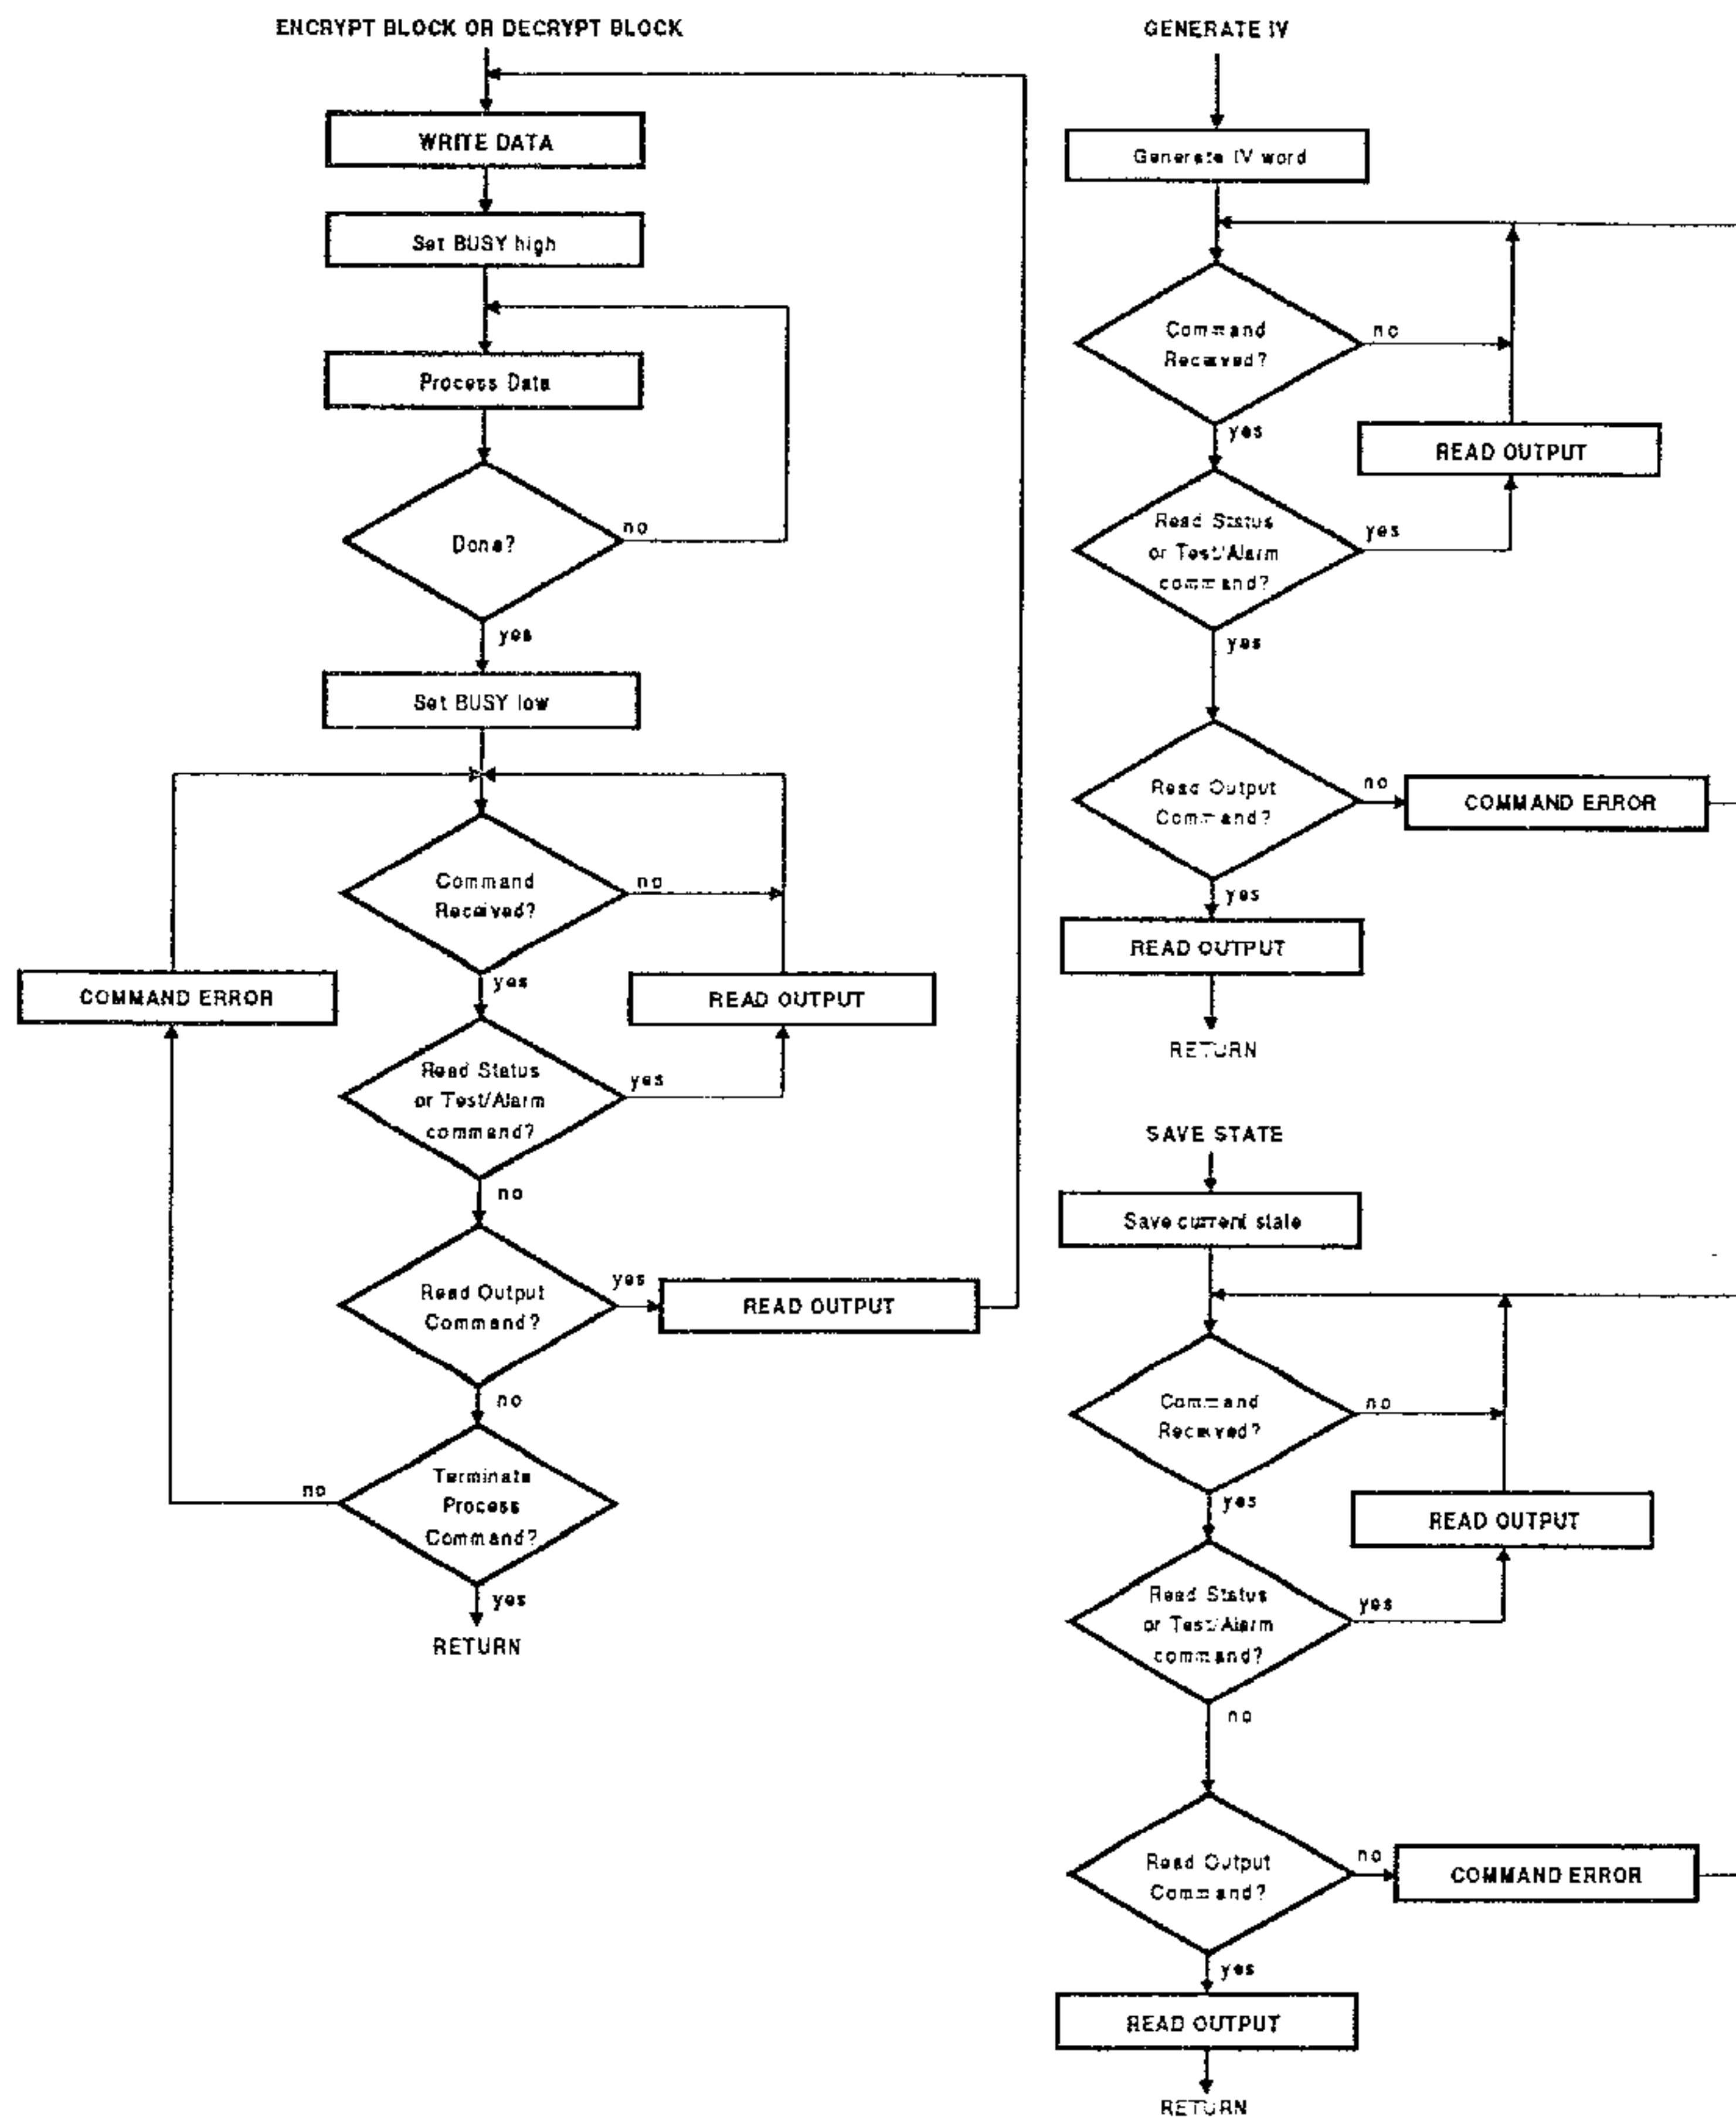 ENCRYPT BLOCK OR DECRYPT BLOCK
WRITE DATA
Set BUSY high
Process Data
Done?
no
yes
Set BUSY low
Command
Received?
no
yes
COMMAND ERROR
READ OUTPUT
Read Status
or Test/Alarm
command?
yes
no
Read Output
Command?
yes
READ OUTPUT
no
Terminate
Process
Command?
no
yes
RETURN
GENERATE IV
Generate IV word
Command
Received?
no
yes
READ OUTPUT
Read Status
or Test/Alarm
command?
yes
yes
Read Output
Command?
no
COMMAND ERROR
yes
READ OUTPUT
RETURN
SAVE STATE
Save current state
Command
Received?
no
yes
READ OUTPUT
Read Status
or Test/Alarm
command?
yes
no
Read Output
Command?
no
COMMAND ERROR
yes
READ OUTPUT
RETURN